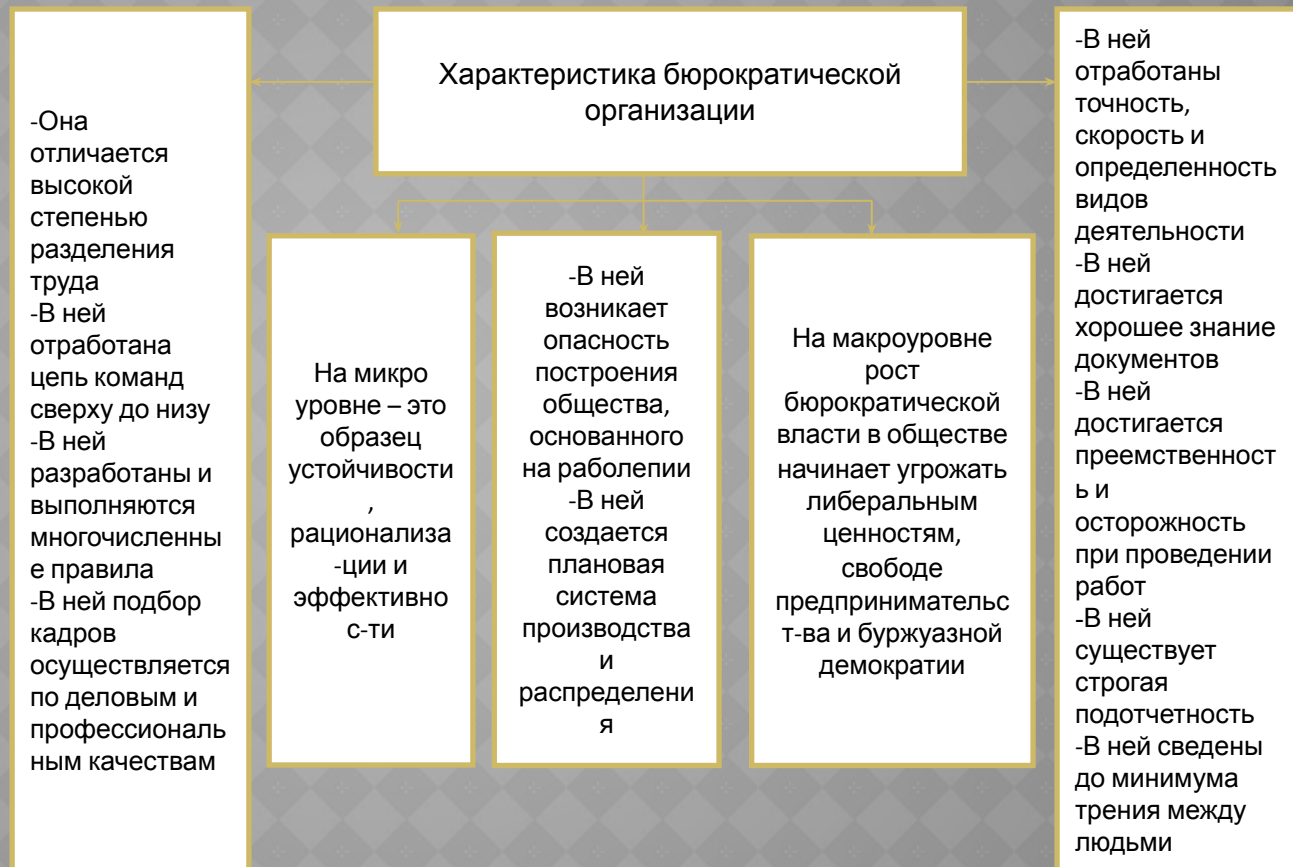 Характеристика бюрократической
организации
-Она
отличается
высокой
степенью
разделения
труда
-В ней
отработана
цепь команд
сверху до низу
-В ней
разработаны и
выполняются
многочисленны
е правила
-В ней подбор
кадров
осуществляется
по деловым и
профессиональ
ным качествам
На микро
уровне – это
образец
устойчивости
,
рационализа
-ции и
эффективно
с-ти
-В ней
возникает
опасность
построения
общества,
основанного
на раболепии
-В ней
создается
плановая
система
производства
и
распределени
я
На макроуровне
рост
бюрократической
власти в обществе
начинает угрожать
либеральным
ценностям,
свободе
предпринимательс
т-ва и буржуазной
демократии
-В ней
отработаны
точность,
скорость и
определенность
видов
деятельности
-В ней
достигается
хорошее знание
документов
-В ней
достигается
преемственност
ь и
осторожность
при проведении
работ
-В ней
существует
строгая
подотчетность
-В ней сведены
до минимума
трения между
людьми